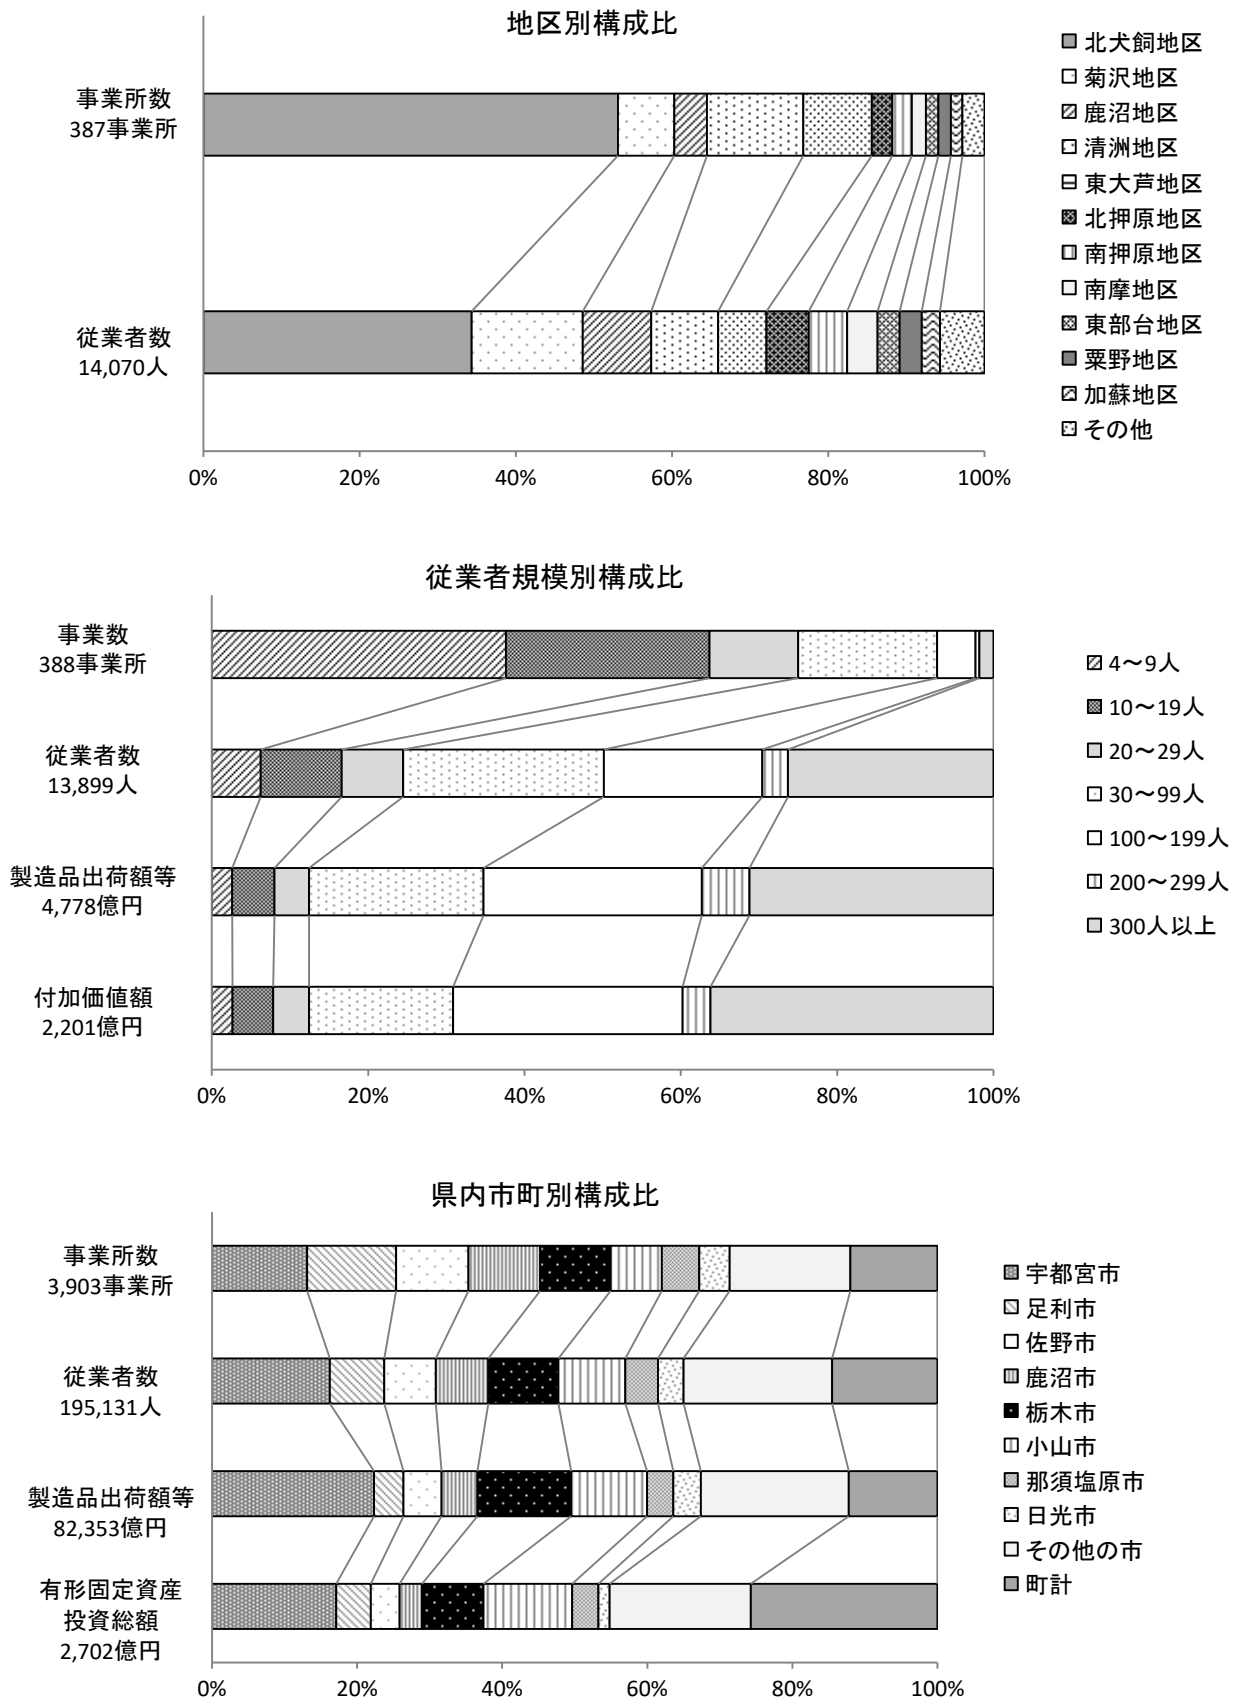 地区別構成比
事業所数
387事業所
従業者数
14,070人
0%
20%
40%
60%
80%
100%
北犬飼地区
菊沢地区
鹿沼地区
清洲地区
東大芦地区
北押原地区
南押原地区
南摩地区
東部台地区
粟野地区
加蘇地区
その他
従業者規模別構成比
事業数
388事業所
従業者数
13,899人
製造品出荷額等
4,778億円
付加価値額
2,201億円
0%
20%
40%
60%
80%
100%
4～9人
10～19人
20～29人
30～99人
100～199人
200～299人
300人以上
県内市町別構成比
事業所数
3,903事業所
従業者数
195,131人
製造品出荷額等
82,353億円
有形固定資産
投資総額
2,702億円
0%
20%
40%
60%
80%
100%
宇都宮市
足利市
佐野市
鹿沼市
栃木市
小山市
那須塩原市
日光市
その他の市
町計